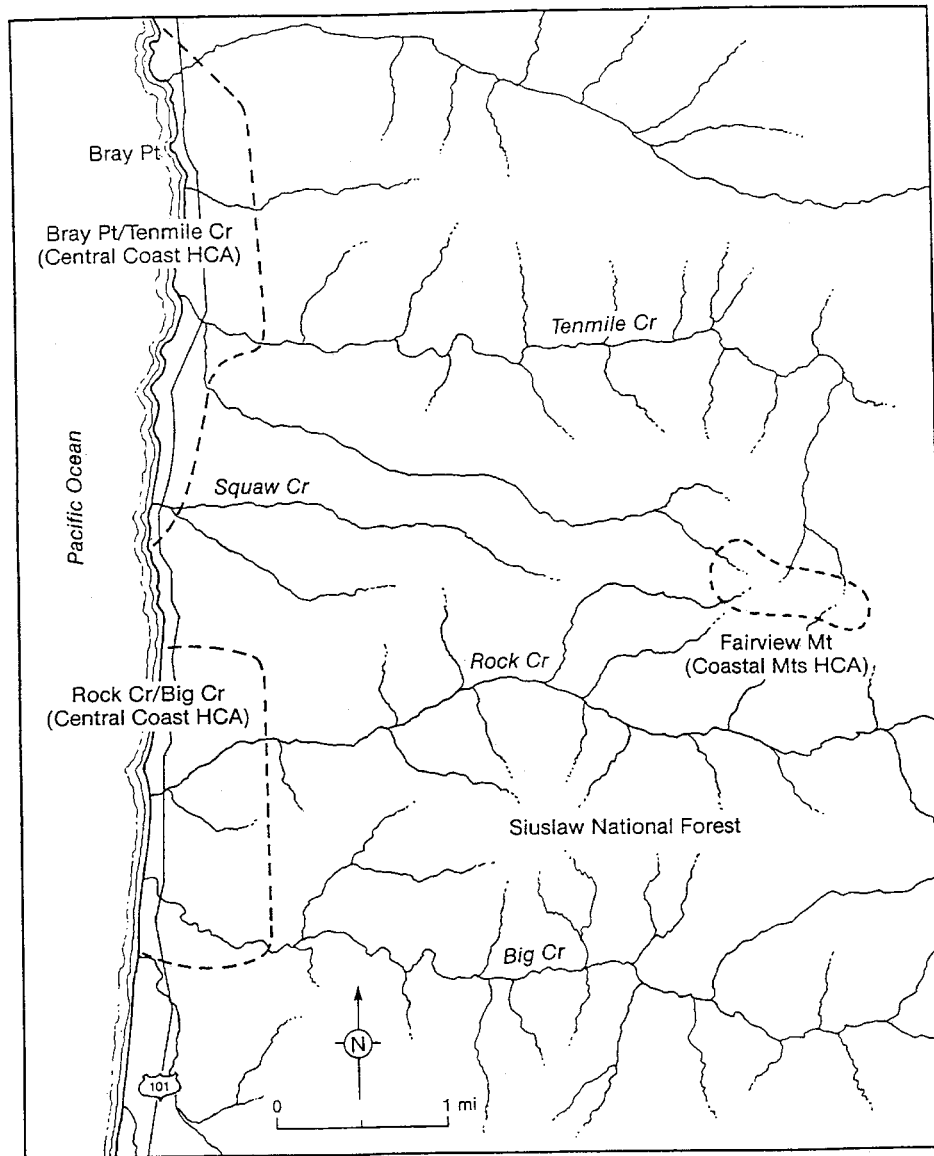 Bray Pt
Bray Pt/Tenmile Cr
(Central Coast HCA)
Tenmile Cr
Pacific Ocean
Squaw Cr
Fairview Mt
(Coastal Mts HCA)
Rock Cr
Rock Cr/Big Cr
(Central Coast HCA)
Siuslaw National Forest
Big Cr
N
101
0 1 mi